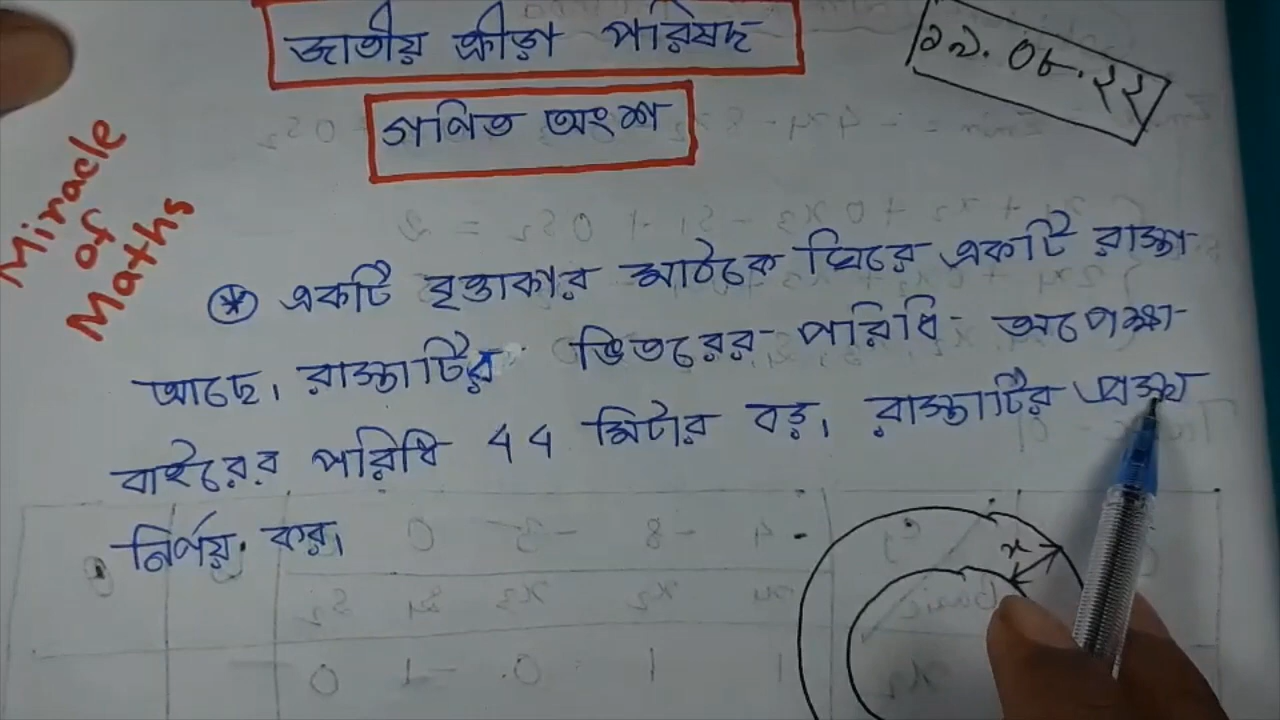 জাতীয় ক্রীড়া পরিষদ
গণিত অংশ
১৯.০৮.২২
Miracle
of
Maths
* একটি বৃত্তাকার মাঠকে ঘিরে একটি রাস্তা
আছে। রাস্তাটির ভিতরের পরিধি অপেক্ষা
বাইরের পরিধি 44 মিটার বড়। রাস্তাটির প্রস্থ
নির্ণয় কর।
x